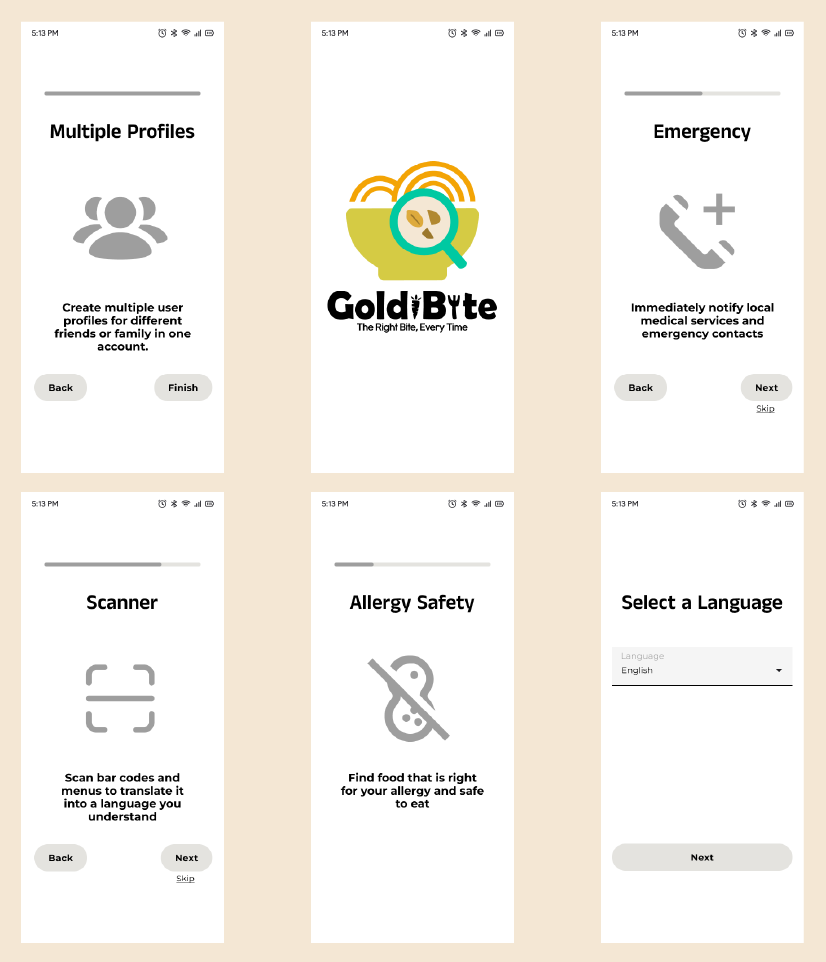 5:13 PM
Multiple Profiles
Create multiple user
profiles for different
friends or family in one
account.
Back
Finish
5:13 PM
GoldiBite
The Right Bite, Every Time
5:13 PM
Emergency
Immediately notify local
medical services and
emergency contacts
Back
Next
Skip
5:13 PM
Scanner
Scan bar codes and
menus to translate it
into a language you
understand
Back
Next
Skip
5:13 PM
Allergy Safety
Find food that is right
for your allergy and safe
to eat
5:13 PM
Select a Language
Language
English
Next